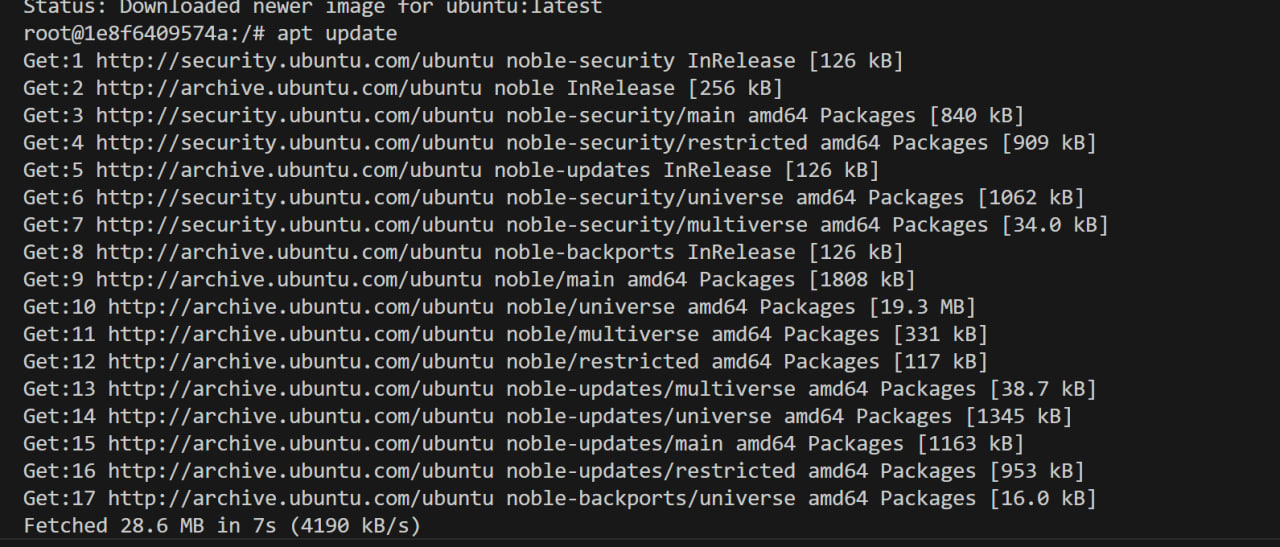 Status: Downloaded newer image for ubuntu:latest
root@1e8f6409574a:/# apt update
Get:1 http://security.ubuntu.com/ubuntu noble-security InRelease [126 kB]
Get:2 http://archive.ubuntu.com/ubuntu noble InRelease [256 kB]
Get:3 http://security.ubuntu.com/ubuntu noble-security/main amd64 Packages [840 kB]
Get:4 http://security.ubuntu.com/ubuntu noble-security/restricted amd64 Packages [909 kB]
Get:5 http://archive.ubuntu.com/ubuntu noble-updates InRelease [126 kB]
Get:6 http://security.ubuntu.com/ubuntu noble-security/universe amd64 Packages [1062 kB]
Get:7 http://security.ubuntu.com/ubuntu noble-security/multiverse amd64 Packages [34.0 kB]
Get:8 http://archive.ubuntu.com/ubuntu noble-backports InRelease [126 kB]
Get:9 http://archive.ubuntu.com/ubuntu noble/main amd64 Packages [1808 kB]
Get:10 http://archive.ubuntu.com/ubuntu noble/universe amd64 Packages [19.3 MB]
Get:11 http://archive.ubuntu.com/ubuntu noble/multiverse amd64 Packages [331 kB]
Get:12 http://archive.ubuntu.com/ubuntu noble/restricted amd64 Packages [117 kB]
Get:13 http://archive.ubuntu.com/ubuntu noble-updates/multiverse amd64 Packages [38.7 kB]
Get:14 http://archive.ubuntu.com/ubuntu noble-updates/universe amd64 Packages [1345 kB]
Get:15 http://archive.ubuntu.com/ubuntu noble-updates/main amd64 Packages [1163 kB]
Get:16 http://archive.ubuntu.com/ubuntu noble-updates/restricted amd64 Packages [953 kB]
Get:17 http://archive.ubuntu.com/ubuntu noble-backports/universe amd64 Packages [16.0 kB]
Fetched 28.6 MB in 7s (4190 kB/s)